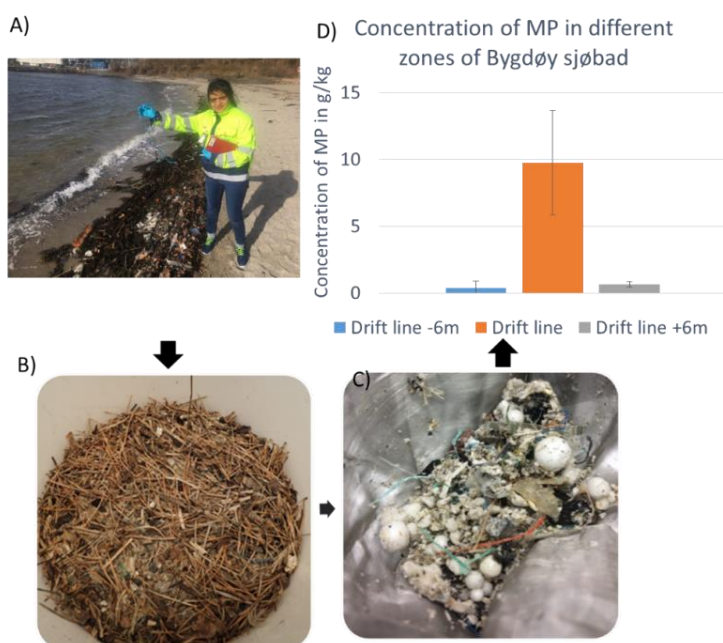 A)
D) Concentration of MP in different
zones of Bygdøy sjøbad
Concentration of MP in g/kg
15
10
5
0
Drift line -6m Drift line Drift line +6m
B)
C)